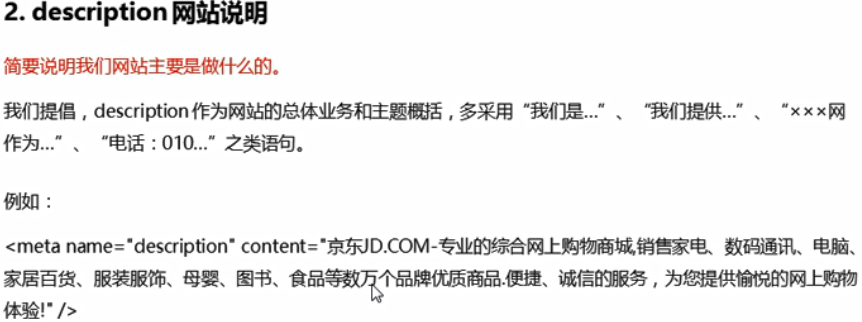 2. description网站说明
简要说明我们网站主要是做什么的。
我们提倡，description作为网站的总体业务和主题概括，多采用“我们是...”、“我们提供...”、“×××网
作为...”、“电话：010...”之类语句。
例如：
<meta name="description" content="京东JD.COM-专业的综合网上购物商城,销售家电、数码通讯、电脑、
家居百货、服装服饰、母婴、图书、食品等数万个品牌优质商品.便捷、诚信的服务，为您提供愉悦的网上购物
体验!" />